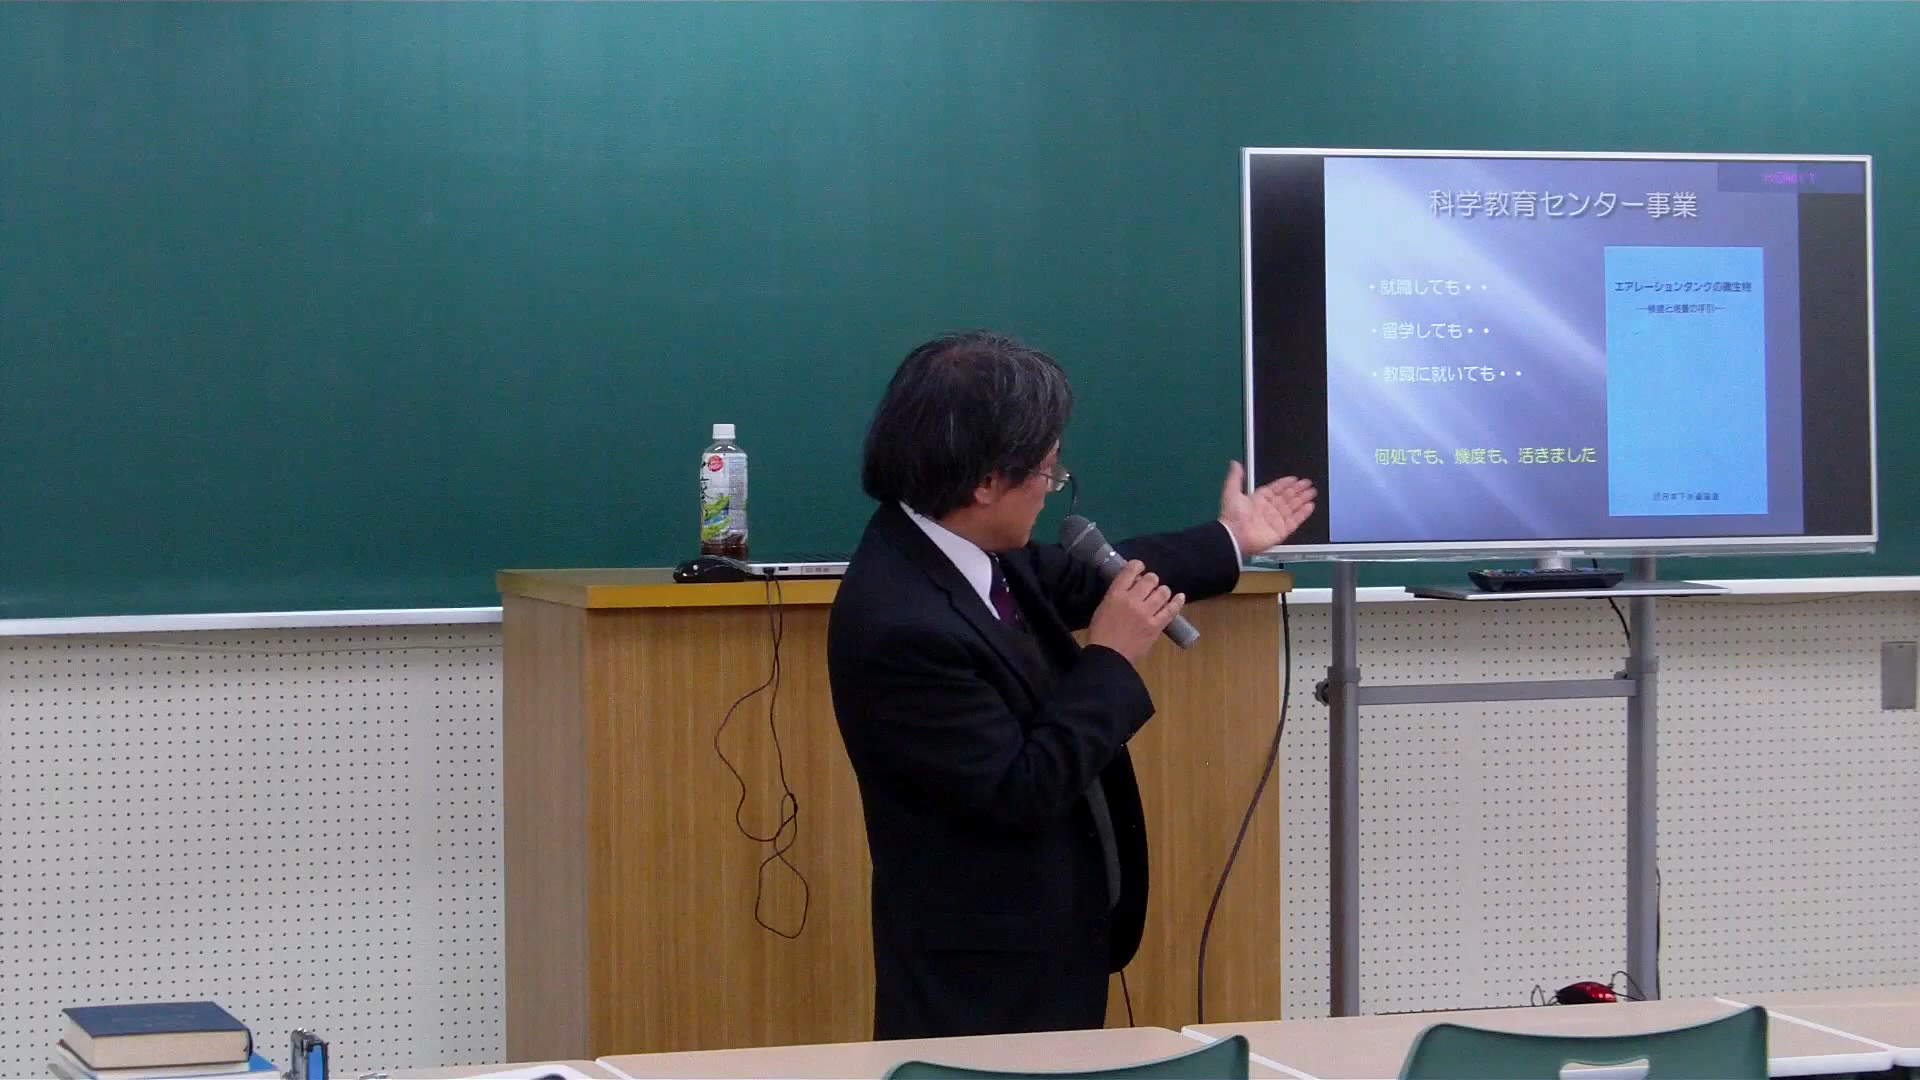 科学教育センター事業
・就職しても・・
・留学しても・・
・教職に就いても・・
何処でも、幾度も、活きました
エアレーションタンクの微生物
Panasonic